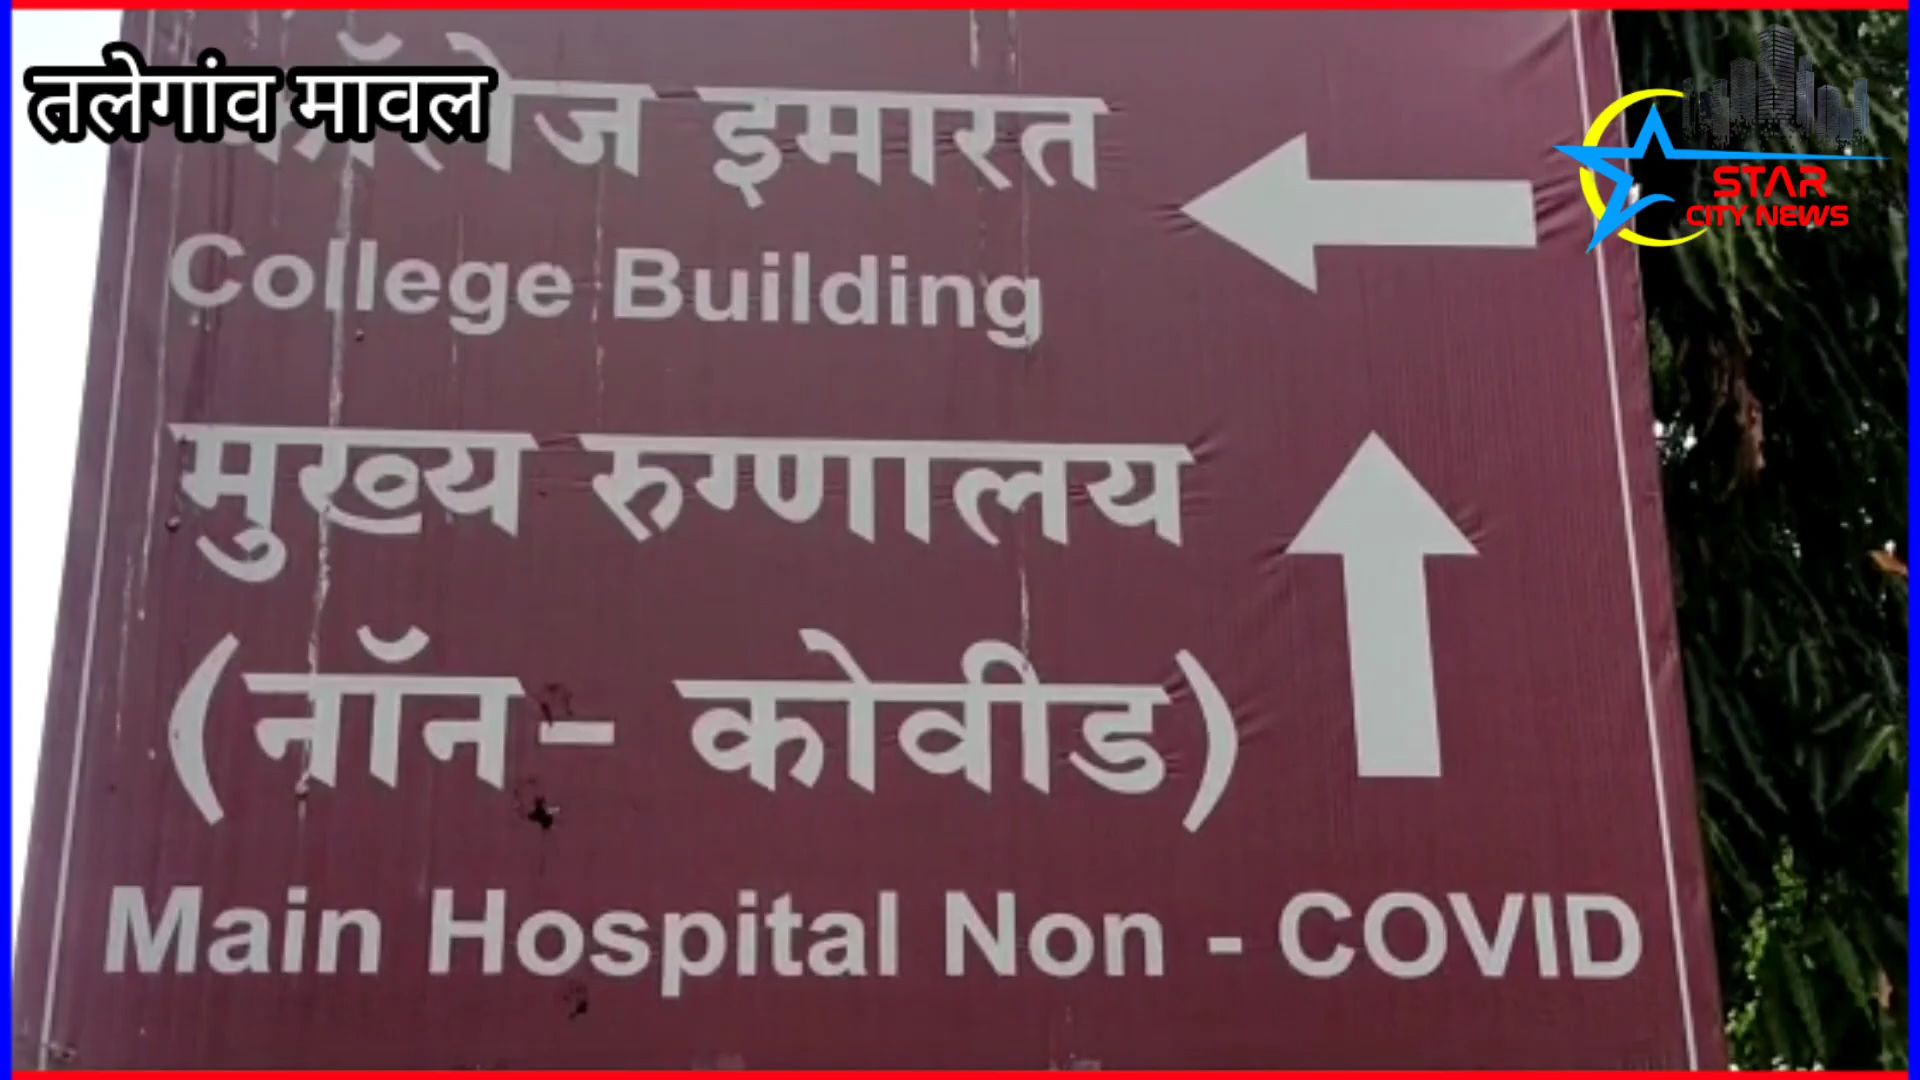 तलेगांव मावल
कॉलेज इमारत
STAR
CITY NEWS
College Building
मुख्य रुग्णालय
(नॉन- कोवीड)
Main Hospital Non - COVID